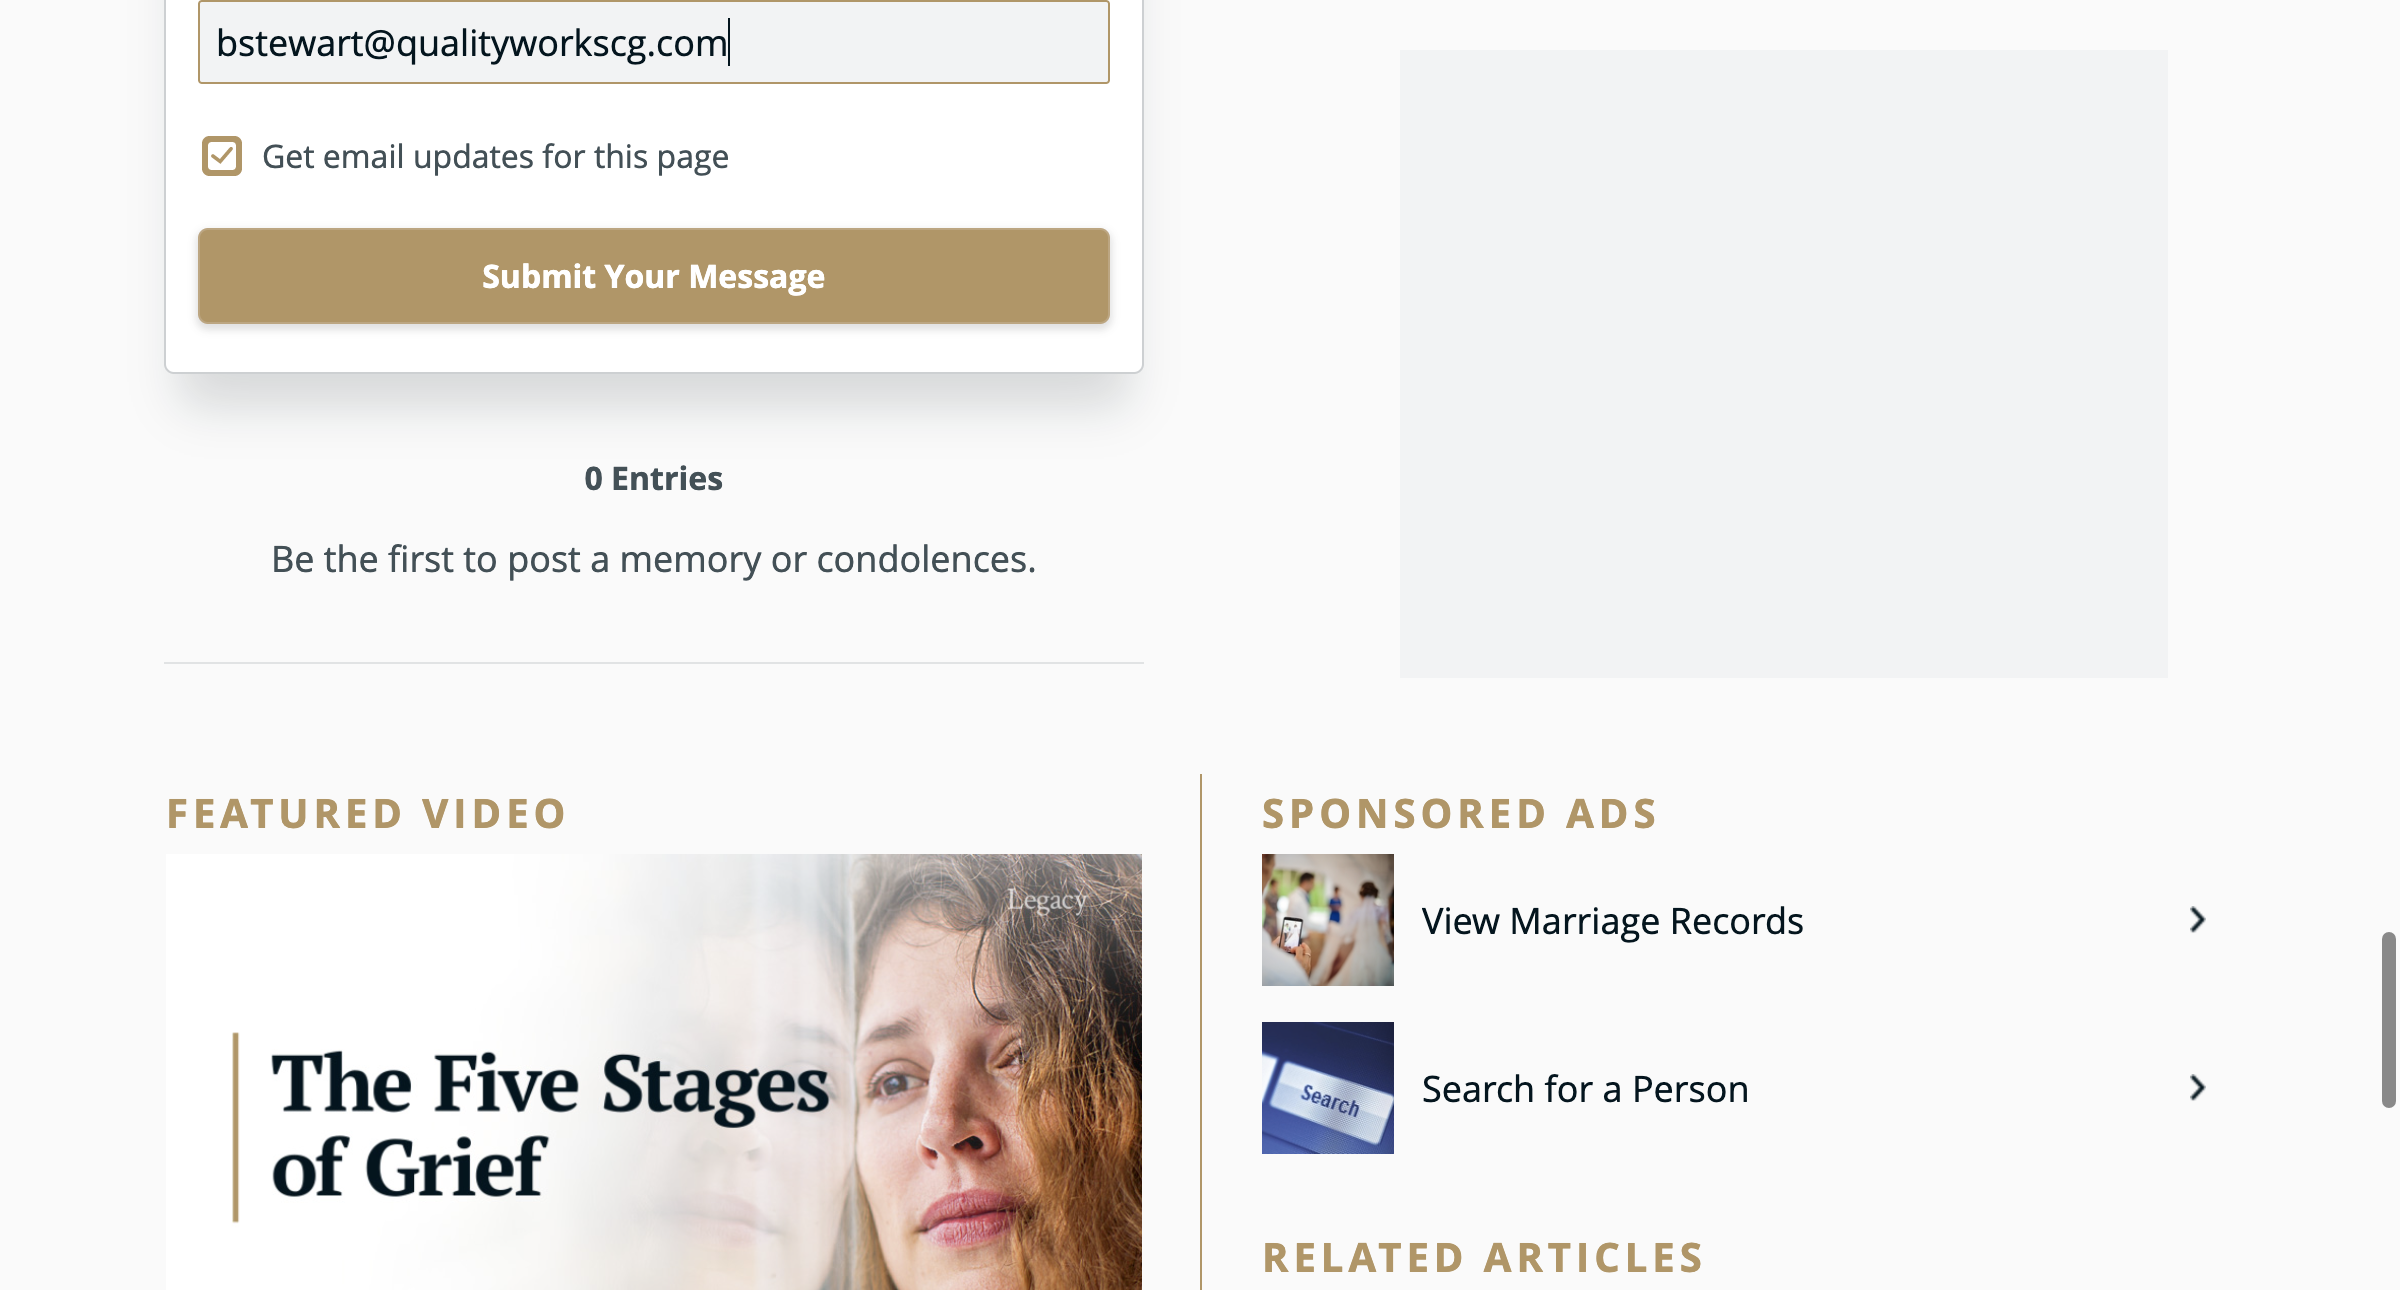 bstewart@qualityworkscg.com
Get email updates for this page
Submit Your Message
0 Entries
Be the first to post a memory or condolences.
FEATURED VIDEO
Legacy
The Five Stages
of Grief
SPONSORED ADS
View Marriage Records
Search
Search for a Person
RELATED ARTICLES